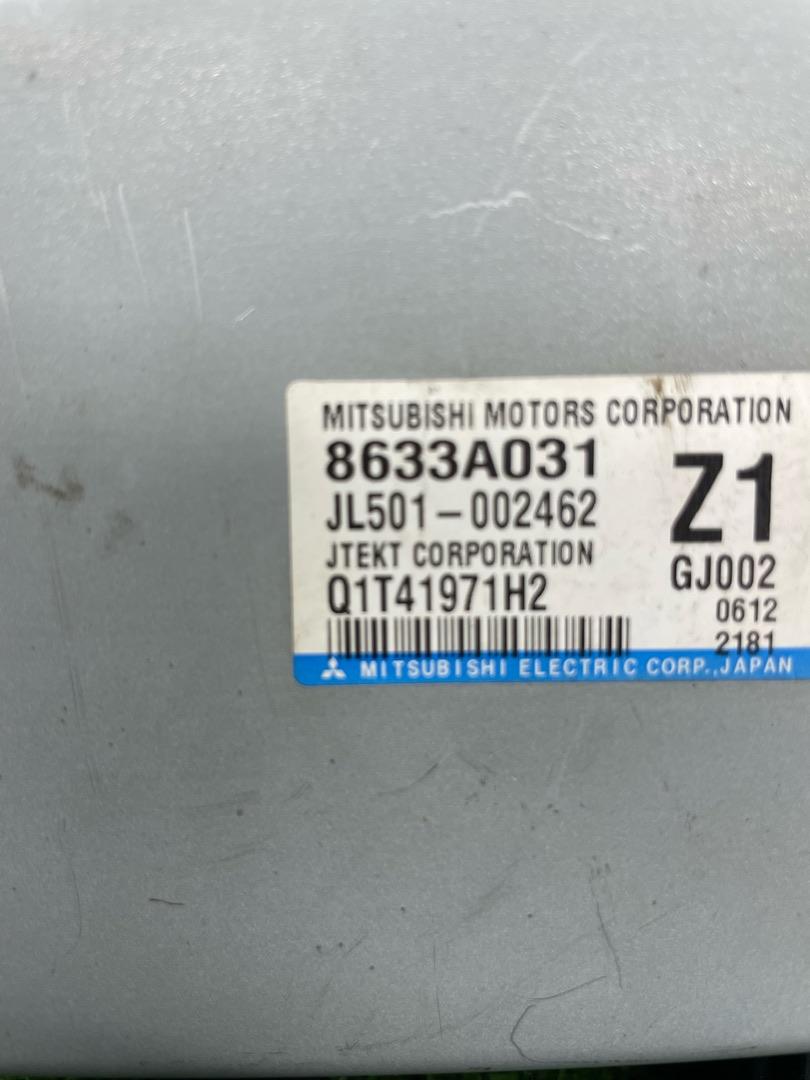 MITSUBISHI MOTORS CORPORATION
8633A031
Z1
JL501-002462
JTEKT CORPORATION
GJ002
Q1T41971H2
0612
2181
MITSUBISHI ELECTRIC CORP.,JAPAN